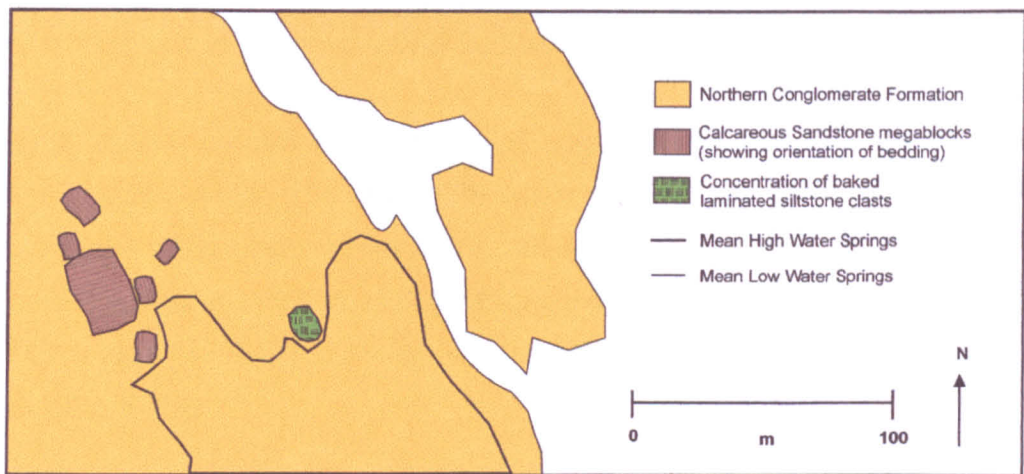 Northern Conglomerate Formation
Calcareous Sandstone megablocks
(showing orientation of bedding)
Concentration of baked
laminated siltstone clasts
Mean High Water Springs
Mean Low Water Springs
N
0
m
100